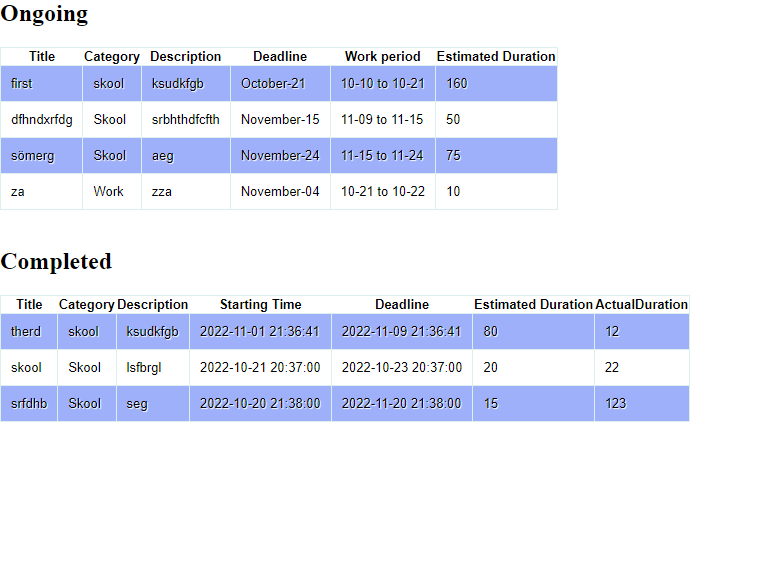 Ongoing
Title Category Description Deadline Work period Estimated Duration
first skool ksudkfgb October-21 10-10 to 10-21 160
dfhndxrfdg Skool srbhthdfcfth November-15 11-09 to 11-15 50
sömerg Skool aeg November-24 11-15 to 11-24 75
za Work zza November-04 10-21 to 10-22 10
Completed
Title Category Description Starting Time Deadline Estimated Duration ActualDuration
therd skool ksudkfgb 2022-11-01 21:36:41 2022-11-09 21:36:41 80 12
skool Skool lsfbrgl 2022-10-21 20:37:00 2022-10-23 20:37:00 20 22
srfdhb Skool seg 2022-10-20 21:38:00 2022-11-20 21:38:00 15 123